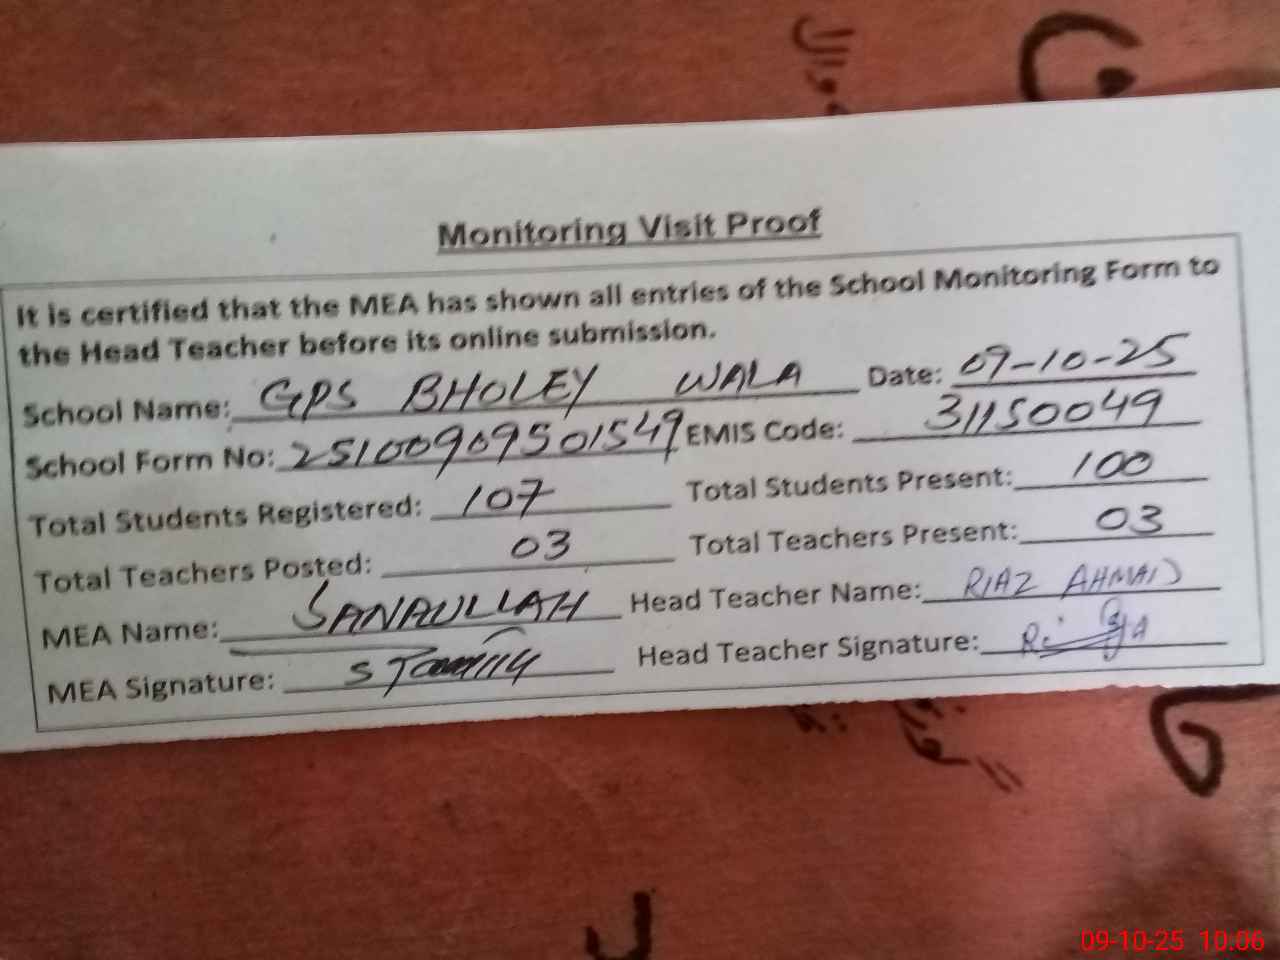 Monitoring Visit Proof
It is certified that the MEA has shown all entries of the School Monitoring Form to
the Head Teacher before its online submission.
School Name: GPS BHOLEY WALA Date: 09-10-25
School Form No: 25100909501549 EMIS Code: 31150049
Total Students Registered: 107 Total Students Present: 100
Total Teachers Posted: 03 Total Teachers Present: 03
MEA Name: SANAULLAH Head Teacher Name: RIAZ AHMAD
MEA Signature: Head Teacher Signature:
09-10-25 10:06